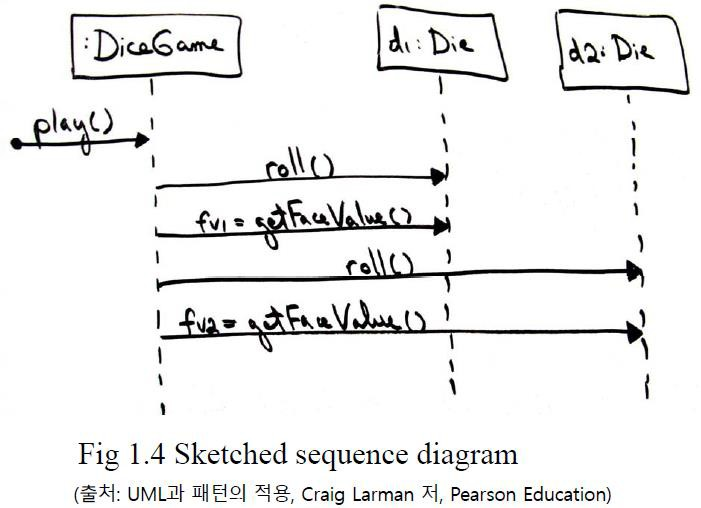 :DiceGame
d1:Die
d2:Die
play()
roll()
fv1 = getFaceValue()
roll()
fv2 = getFaceValue()
Fig 1.4 Sketched sequence diagram
(출처: UML과 패턴의 적용, Craig Larman 저, Pearson Education)